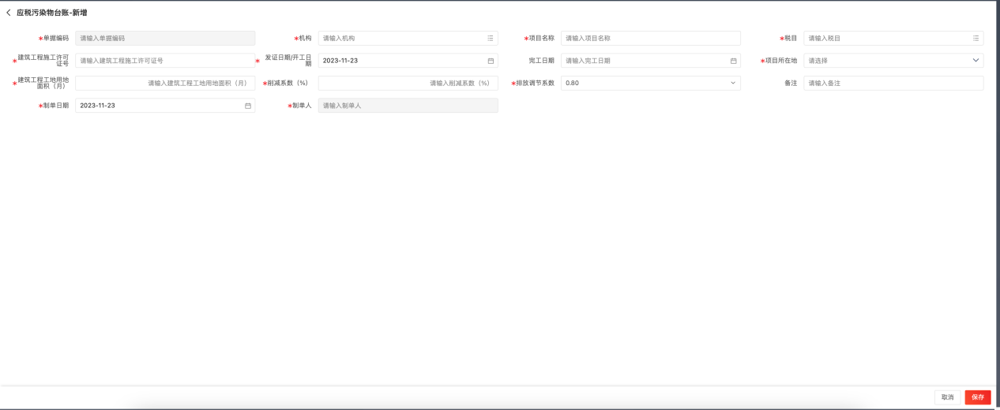 应税污染物台账-新增
*单据编码 请输入单据编码 *机构 请输入机构 *项目名称 请输入项目名称 *税目 请输入税目
*建筑工程施工许可证号 请输入建筑工程施工许可证号 *发证日期/开工日期 2023-11-23 完工日期 请输入完工日期 *项目所在地 请选择
*建筑工程工地用地面积（月） 请输入建筑工程工地用地面积（月） *削减系数（%） 请输入削减系数（%） *排放调节系数 0.80 备注 请输入备注
*制单日期 2023-11-23 *制单人 请输入制单人
取消 保存